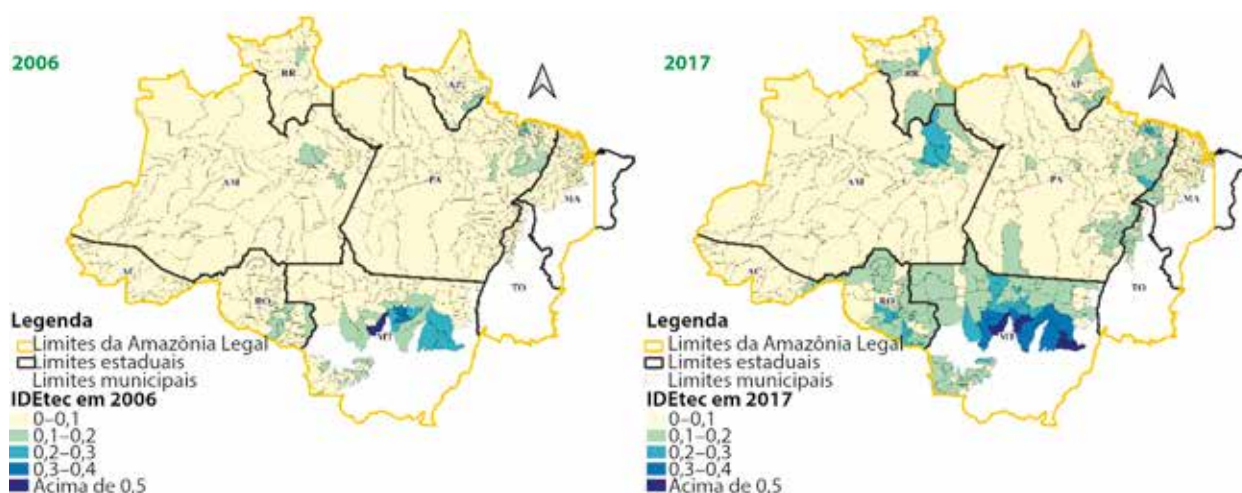 2006
RR
AP
AM
PA
MA
AC
RO
TO
MT
Legenda
Limites da Amazônia Legal
Limites estaduais
Limites municipais
IDEtec em 2006
0–0,1
0,1–0,2
0,2–0,3
0,3–0,4
Acima de 0,5
2017
RR
AP
AM
PA
MA
AC
RO
TO
MT
Legenda
Limites da Amazônia Legal
Limites estaduais
Limites municipais
IDEtec em 2017
0–0,1
0,1–0,2
0,2–0,3
0,3–0,4
Acima de 0,5